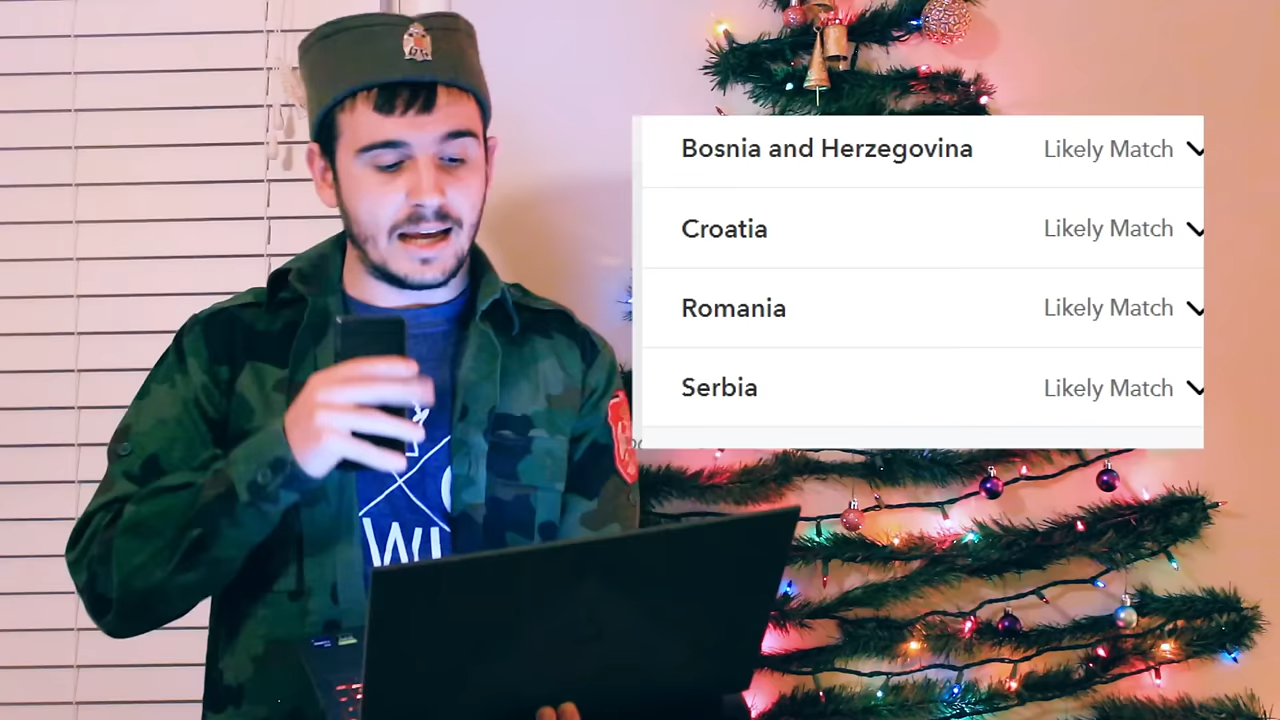 Bosnia and Herzegovina Likely Match
Croatia Likely Match
Romania Likely Match
Serbia Likely Match